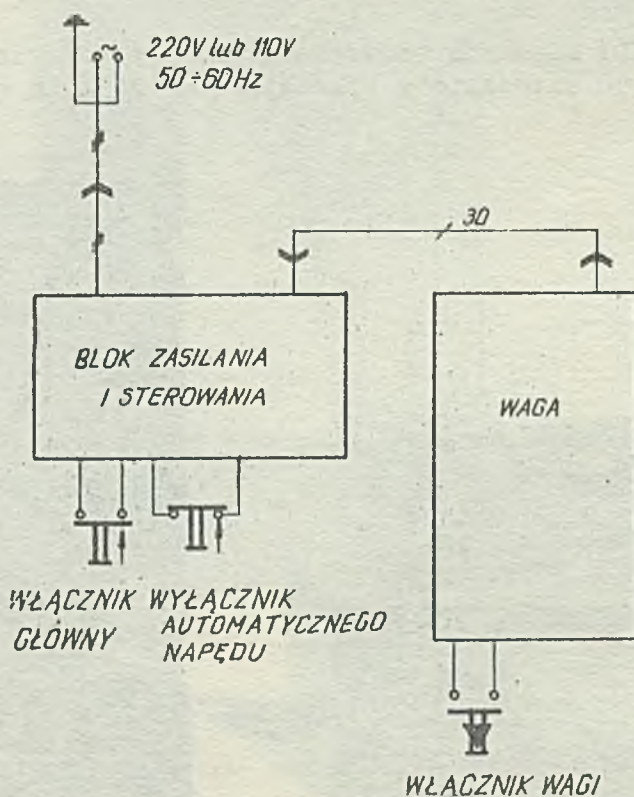 220V lub 110V
50÷60Hz
30
BLOK ZASILANIA
I STEROWANIA
WAGA
WŁĄCZNIK
GŁÓWNY
WYŁĄCZNIK
AUTOMATYCZNEGO
NAPĘDU
WŁĄCZNIK WAGI